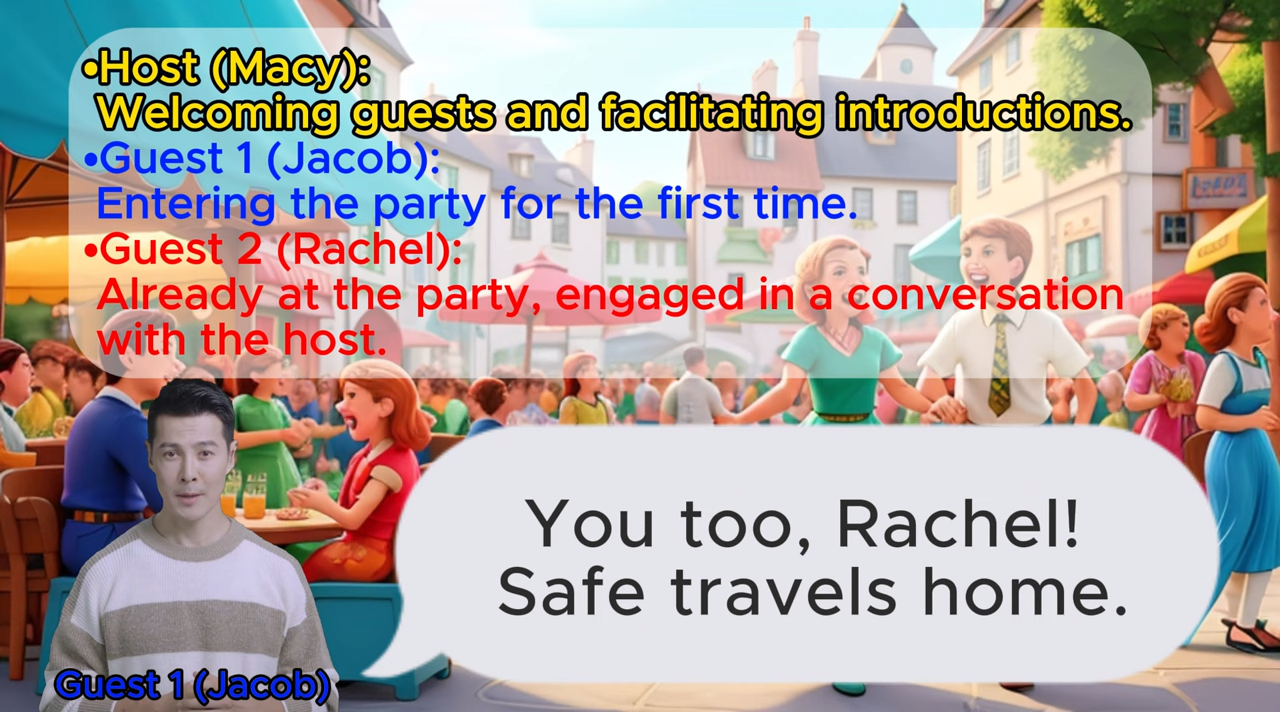 •Host (Macy):
Welcoming guests and facilitating introductions.
•Guest 1 (Jacob):
Entering the party for the first time.
•Guest 2 (Rachel):
Already at the party, engaged in a conversation
with the host.
You too, Rachel!
Safe travels home.
Guest 1 (Jacob)